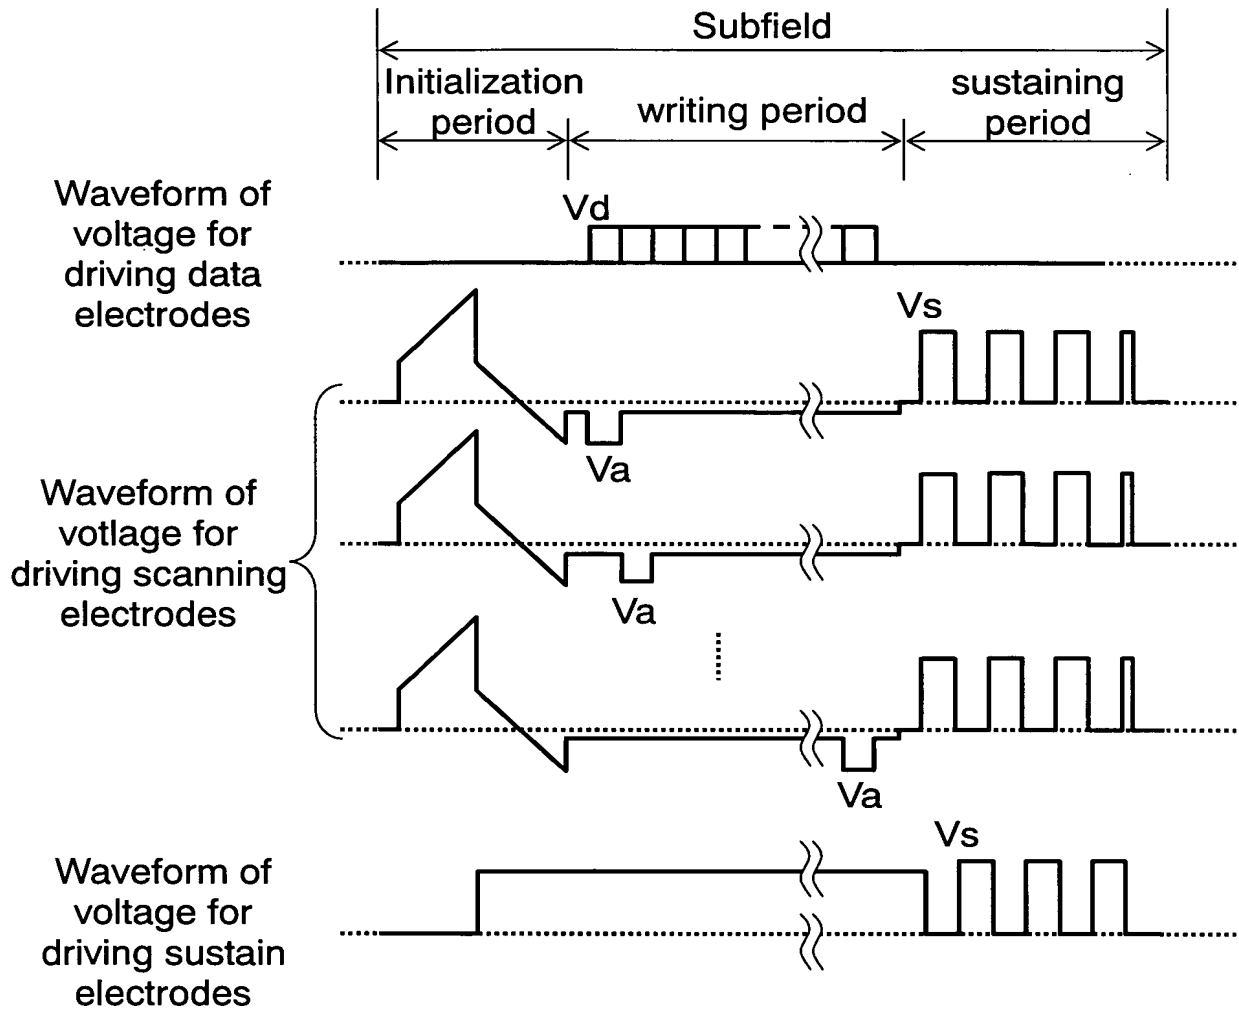 Subfield
Initialization
period
writing period
sustaining
period
Waveform of
voltage for
driving data
electrodes
Vd
Vs
Va
Waveform of
votlage for
driving scanning
electrodes
Va
Va
Vs
Waveform of
voltage for
driving sustain
electrodes